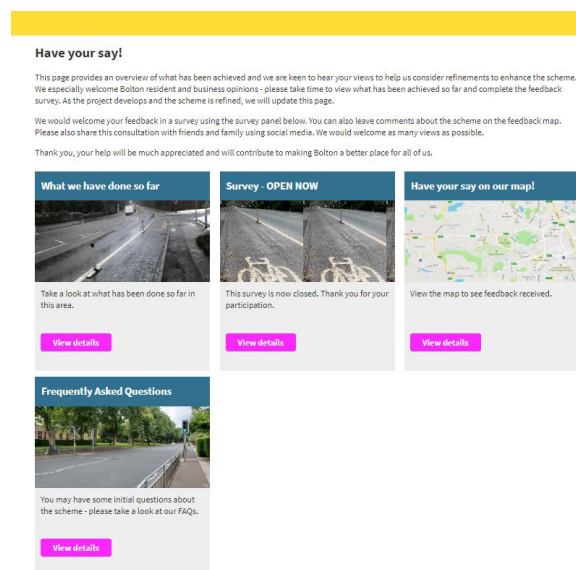 Have your say!
This page provides an overview of what has been achieved and we are keen to hear your views to help us consider refinements to enhance the scheme.
We especially welcome Bolton resident and business opinions - please take time to view what has been achieved so far and complete the feedback
survey. As the project develops and the scheme is refined, we will update this page.
We would welcome your feedback in a survey using the survey panel below. You can also leave comments about the scheme on the feedback map.
Please also share this consultation with friends and family using social media. We would welcome as many views as possible.
Thank you, your help will be much appreciated and will contribute to making Bolton a better place for all of us.
What we have done so far
Survey - OPEN NOW
Have your say on our map!
Take a look at what has been done so far in
this area.
This survey is now closed. Thank you for your
participation.
View the map to see feedback received.
View details
View details
View details
Frequently Asked Questions
You may have some initial questions about
the scheme - please take a look at our FAQs.
View details